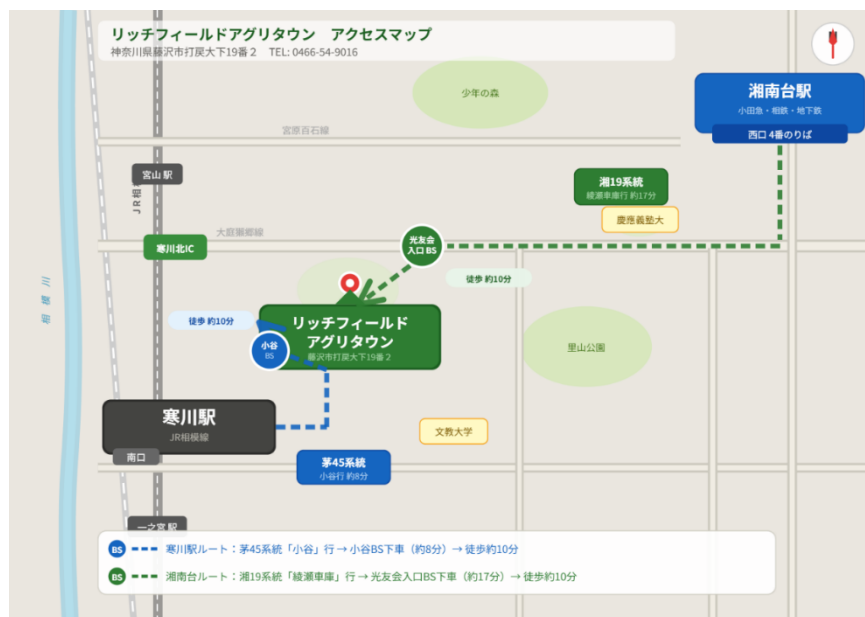 リッチフィールドアグリタウン　アクセスマップ
神奈川県藤沢市打戻大下19番２　TEL: 0466-54-9016
少年の森
湘南台駅
小田急・相鉄・地下鉄
西口 4番のりば
宮原百石線
宮山 駅
JR相模
湘19系統
綾瀬車庫行 約17分
慶應義塾大
大庭獺郷線
寒川北IC
光友会
入口 BS
徒歩 約10分
相模川
徒歩 約10分
リッチフィールド
アグリタウン
藤沢市打戻大下19番２
小谷
BS
里山公園
寒川駅
JR相模線
南口
文教大学
茅45系統
小谷行 約8分
一之宮 駅
BS 寒川駅ルート：茅45系統「小谷」行 → 小谷BS下車（約8分）→ 徒歩約10分
BS 湘南台ルート：湘19系統「綾瀬車庫」行 → 光友会入口BS下車（約17分）→ 徒歩約10分